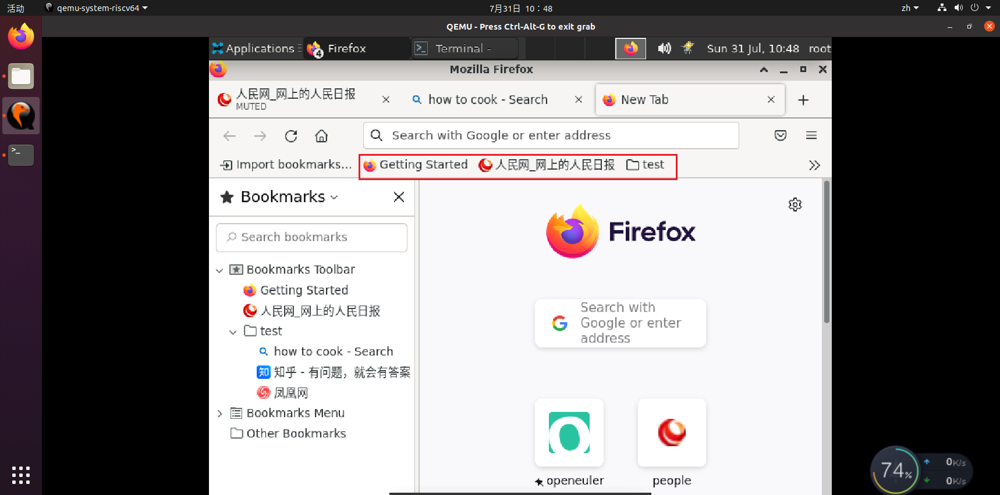 活动
qemu-system-riscv64
7月31日 10：48
zh
QEMU - Press Ctrl-Alt-G to exit grab
Applications
4
Firefox
Terminal -
Sun 31 Jul, 10:48
root
Mozilla Firefox
人民网_网上的人民日报
MUTED
how to cook - Search
New Tab
Search with Google or enter address
Import bookmarks...
Getting Started
人民网_网上的人民日报
test
Bookmarks
Search bookmarks
Bookmarks Toolbar
Getting Started
人民网_网上的人民日报
test
how to cook - Search
知 知乎 - 有问题，就会有答案
凤凰网
Bookmarks Menu
Other Bookmarks
Firefox
Search with
Google or enter
address
openeuler
people
74%
0K/s
0K/s